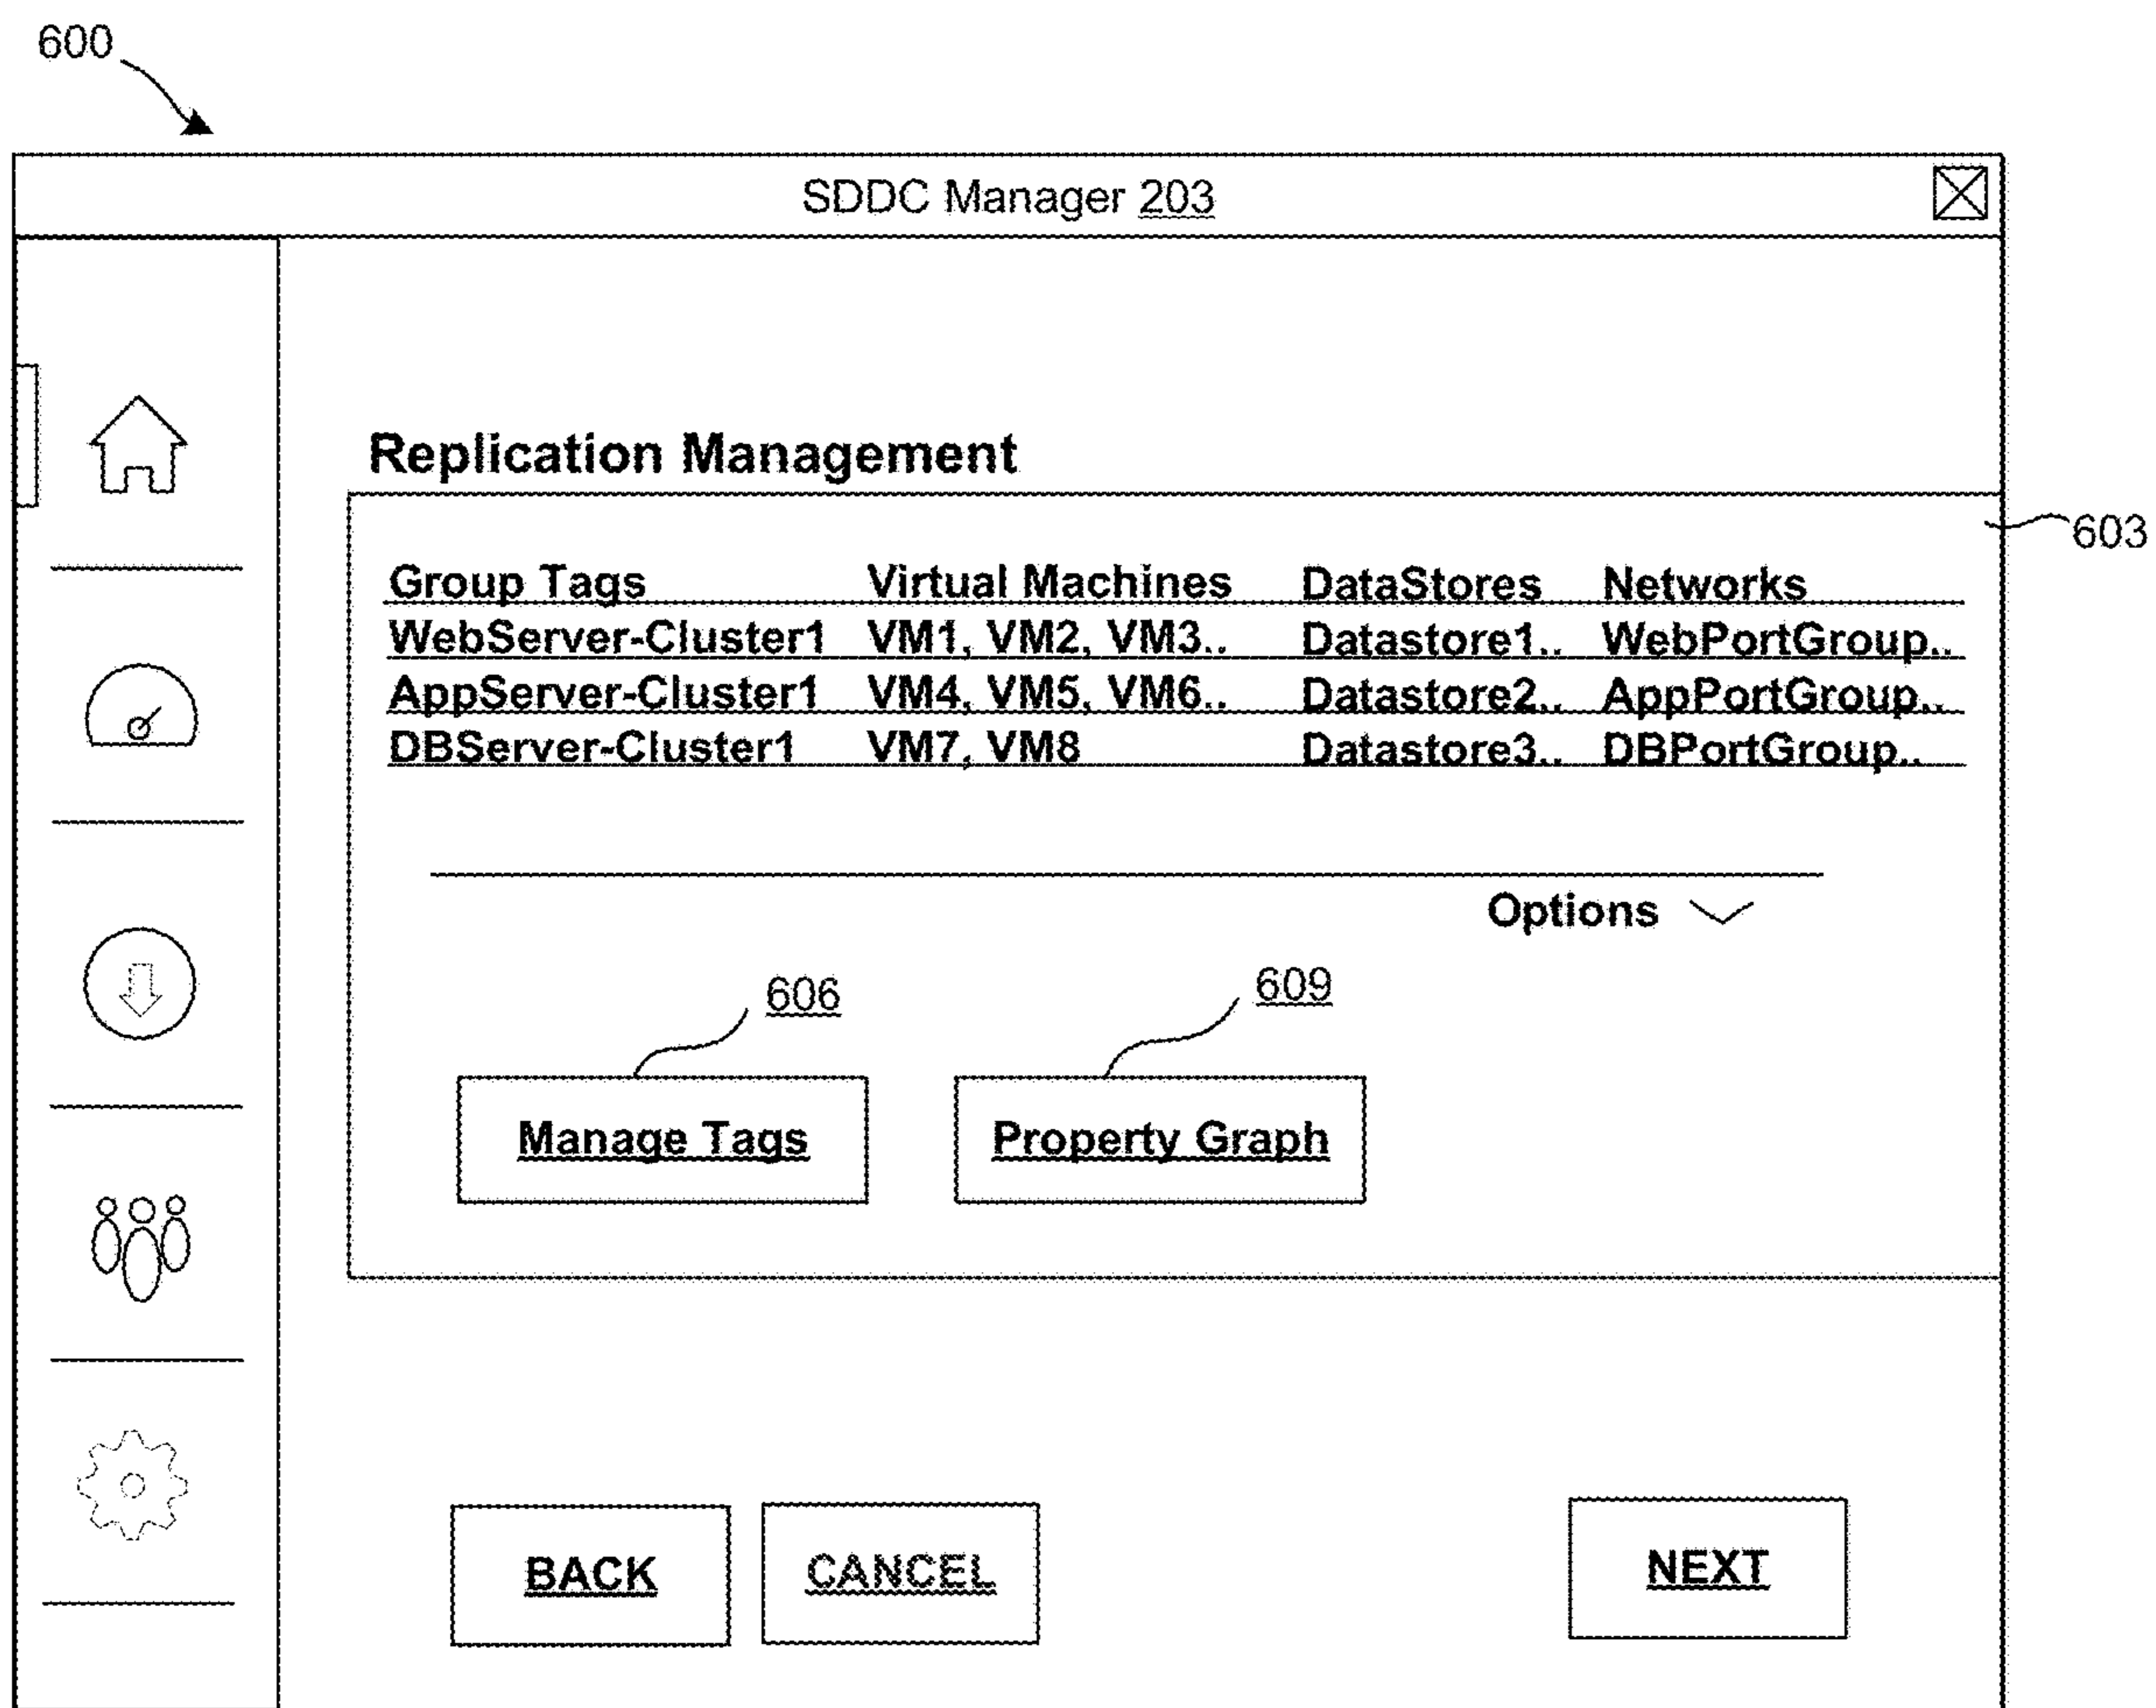 600
SDDC Manager 203
Replication Management
603
Group Tags Virtual Machines DataStores Networks
WebServer-Cluster1 VM1, VM2, VM3.. Datastore1.. WebPortGroup..
AppServer-Cluster1 VM4, VM5, VM6.. Datastore2.. AppPortGroup..
DBServer-Cluster1 VM7, VM8 Datastore3.. DBPortGroup..
Options
606 609
Manage Tags Property Graph
BACK CANCEL NEXT